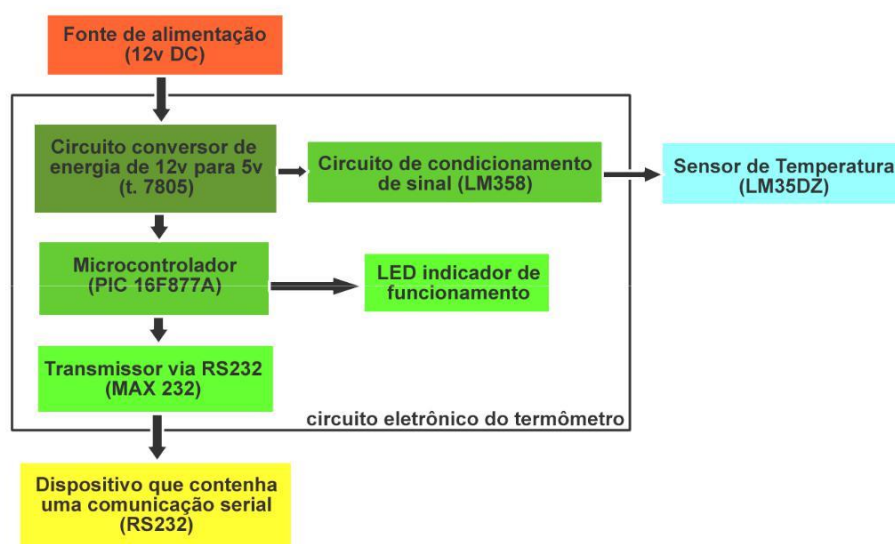 Fonte de alimentação
(12v DC)
Circuito conversor de
energia de 12v para 5v
(t. 7805)
Circuito de condicionamento
de sinal (LM358)
Sensor de Temperatura
(LM35DZ)
Microcontrolador
(PIC 16F877A)
LED indicador de
funcionamento
Transmissor via RS232
(MAX 232)
circuito eletrônico do termômetro
Dispositivo que contenha
uma comunicação serial
(RS232)